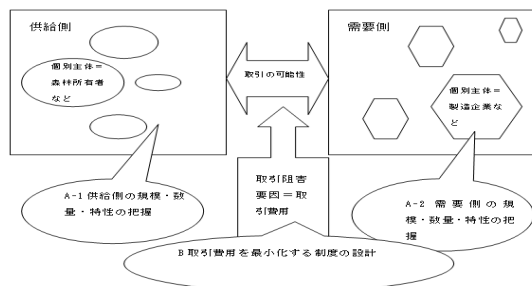 供給側
需要側
個別主体＝
森林所有者
など
取引の可能性
個別主体＝
製造企業な
ど
取引阻害
要因＝取
引費用
A-1 供給側の規模・数
量・特性の把握
A-2 需要側の規
模・数量・特性の把
握
B 取引費用を最小化する制度の設計